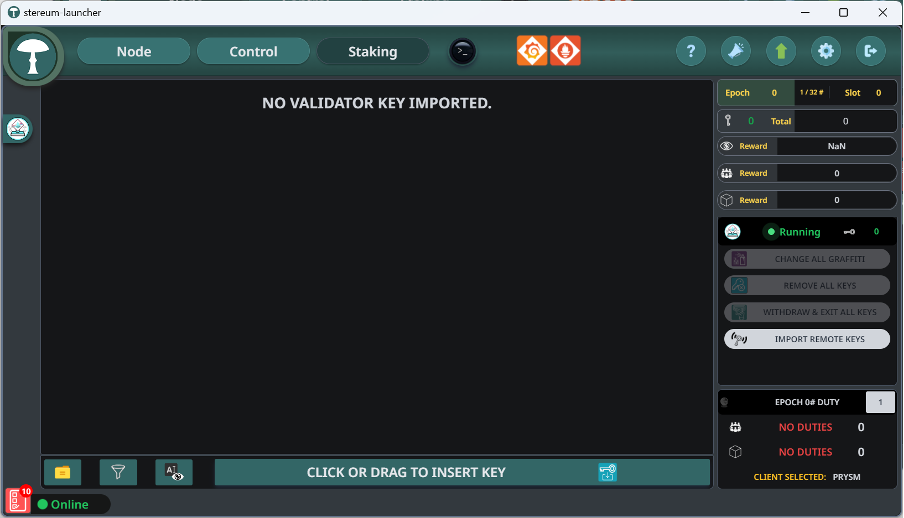 stereum-launcher
Node
Control
Staking
>_
?
NO VALIDATOR KEY IMPORTED.
Epoch 0 1 / 32 # Slot 0
0 Total 0
Reward NaN
Reward 0
Reward 0
Running 0
CHANGE ALL GRAFFITI
REMOVE ALL KEYS
WITHDRAW & EXIT ALL KEYS
IMPORT REMOTE KEYS
EPOCH 0# DUTY 1
NO DUTIES 0
NO DUTIES 0
CLIENT SELECTED: PRYSM
CLICK OR DRAG TO INSERT KEY
10
Online